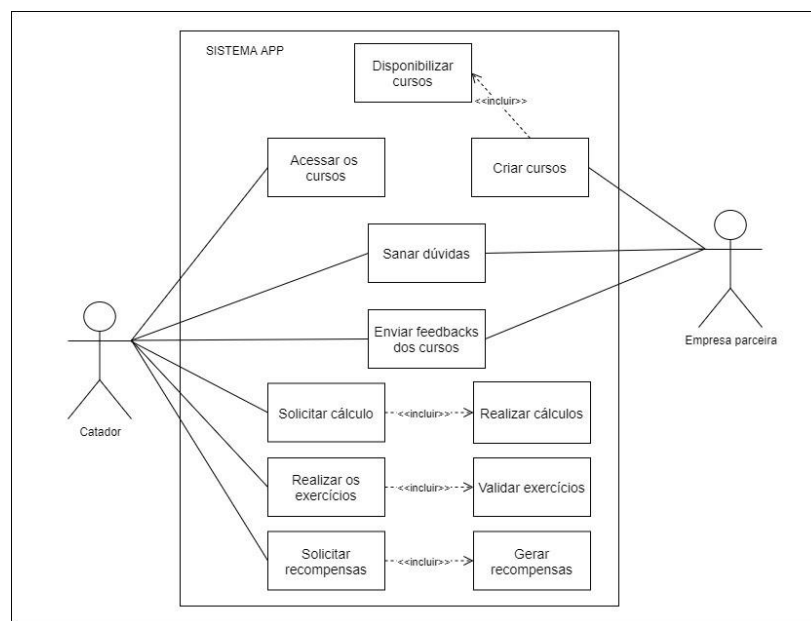 SISTEMA APP
Disponibilizar
cursos
<<incluir>>
Acessar os
cursos
Criar cursos
Sanar dúvidas
Enviar feedbacks
dos cursos
Empresa parceira
Catador
Solicitar cálculo
<<incluir>>
Realizar cálculos
Realizar os
exercícios
<<incluir>>
Validar exercícios
Solicitar
recompensas
<<incluir>>
Gerar
recompensas